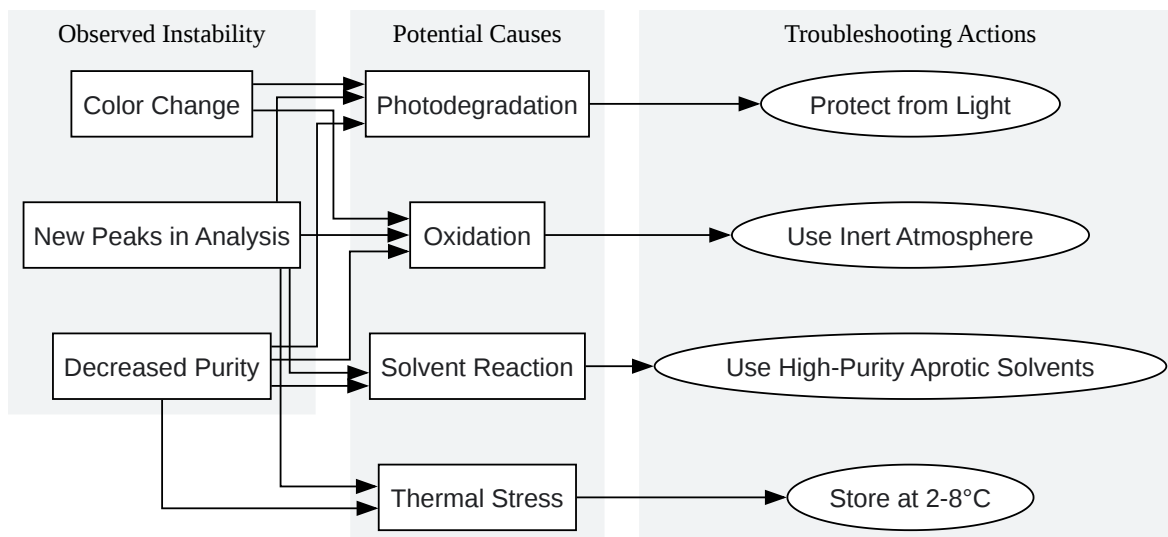 Observed Instability
Potential Causes
Troubleshooting Actions
Color Change
Photodegradation
Protect from Light
New Peaks in Analysis
Oxidation
Use Inert Atmosphere
Decreased Purity
Solvent Reaction
Use High-Purity Aprotic Solvents
Thermal Stress
Store at 2-8°C